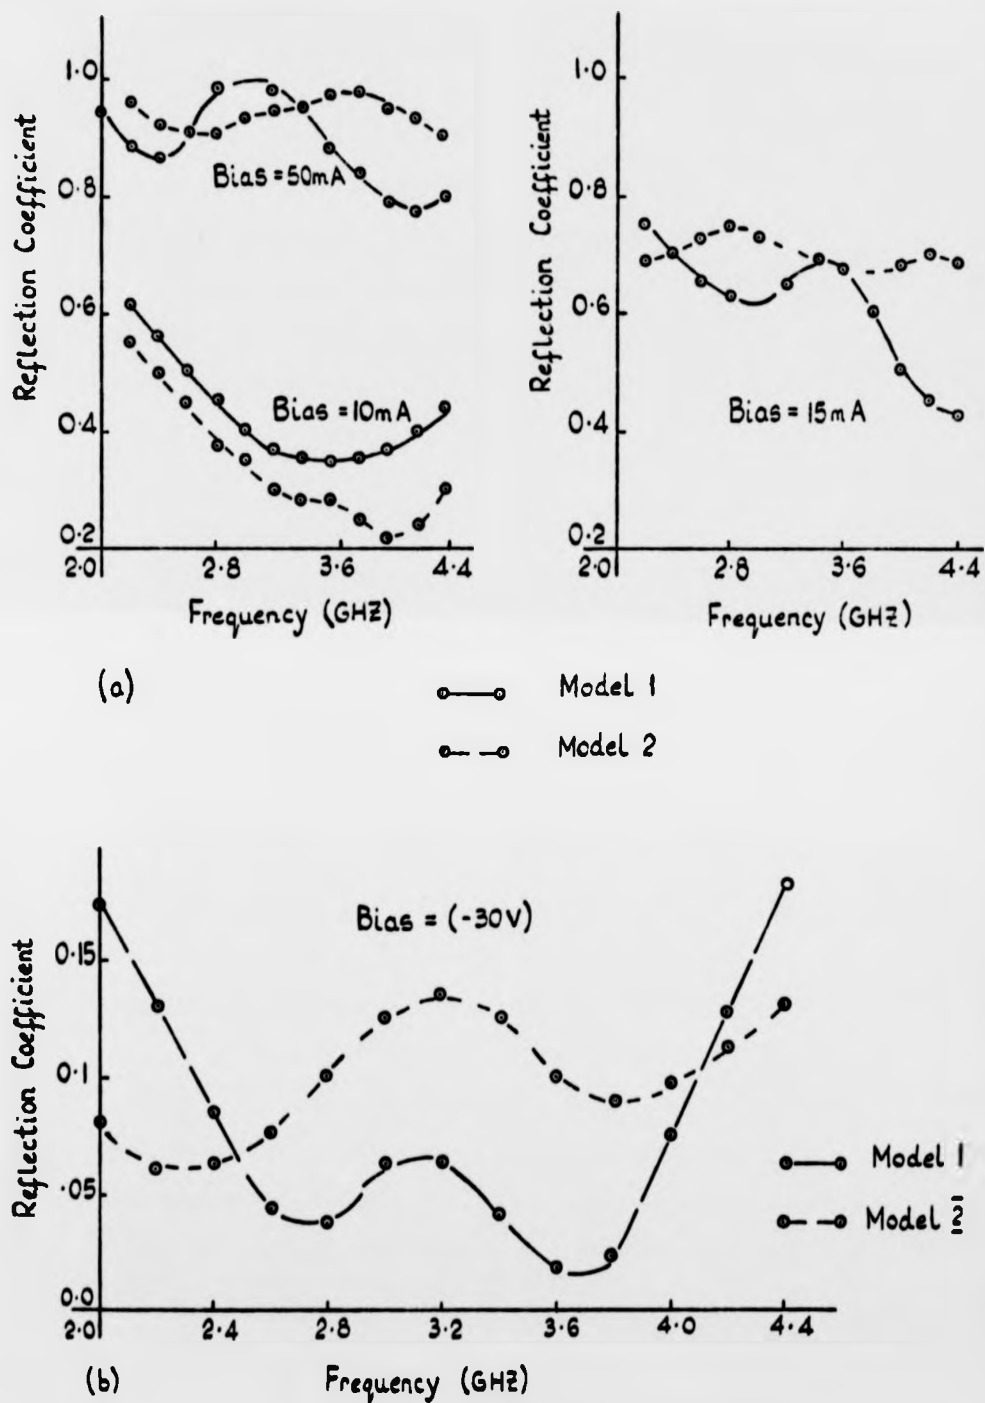 Reflection Coefficient
1.0
0.8
0.6
0.4
0.2
Bias = 50mA
Bias = 10mA
2.0
2.8
3.6
4.4
Frequency (GHZ)
Reflection Coefficient
1.0
0.8
0.6
0.4
0.2
Bias = 15mA
2.0
2.8
3.6
4.4
Frequency (GHZ)
(a)
Model 1
Model 2
Reflection Coefficient
0.15
0.1
.05
0.0
Bias = (-30V)
Model 1
Model 2
2.0
2.4
2.8
3.2
3.6
4.0
4.4
(b)
Frequency (GHZ)